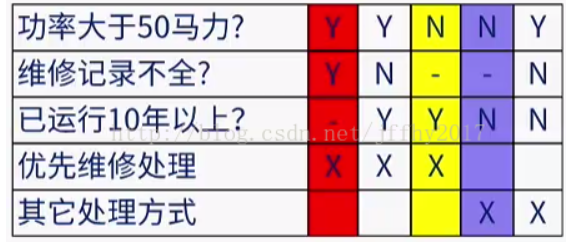 功率大于50马力? Y Y N N Y
维修记录不全? Y N - - N
已运行10年以上? - Y Y N N
http://blog.csdn.net/jffhy2017
优先维修处理 X X X
其它处理方式 X X